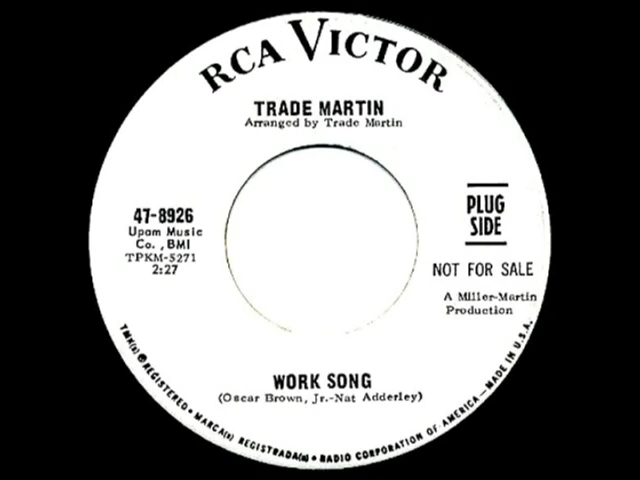 RCA VICTOR
TRADE MARTIN
Arranged by Trade Martin
47-8926
Upam Music
Co., BMI
TPKM-5271
2:27
PLUG
SIDE
NOT FOR SALE
A Miller-Martin
Production
WORK SONG
(Oscar Brown, Jr.-Nat Adderley)
TMK(s) ® REGISTERED • MARCA(s) REGISTRADA(s) • RADIO CORPORATION OF AMERICA — MADE IN U.S.A.